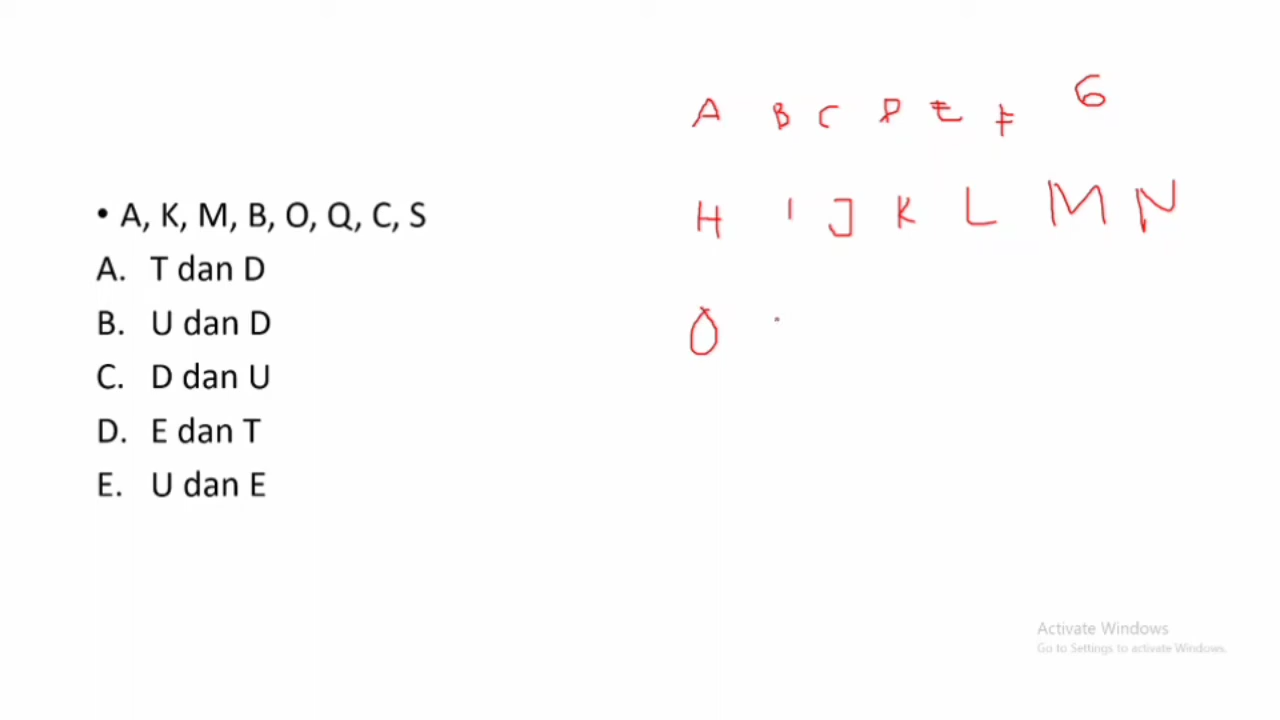 • A, K, M, B, O, Q, C, S
A. T dan D
B. U dan D
C. D dan U
D. E dan T
E. U dan E
A B C D E F G
H I J K L M N
O
Activate Windows
Go to Settings to activate Windows.